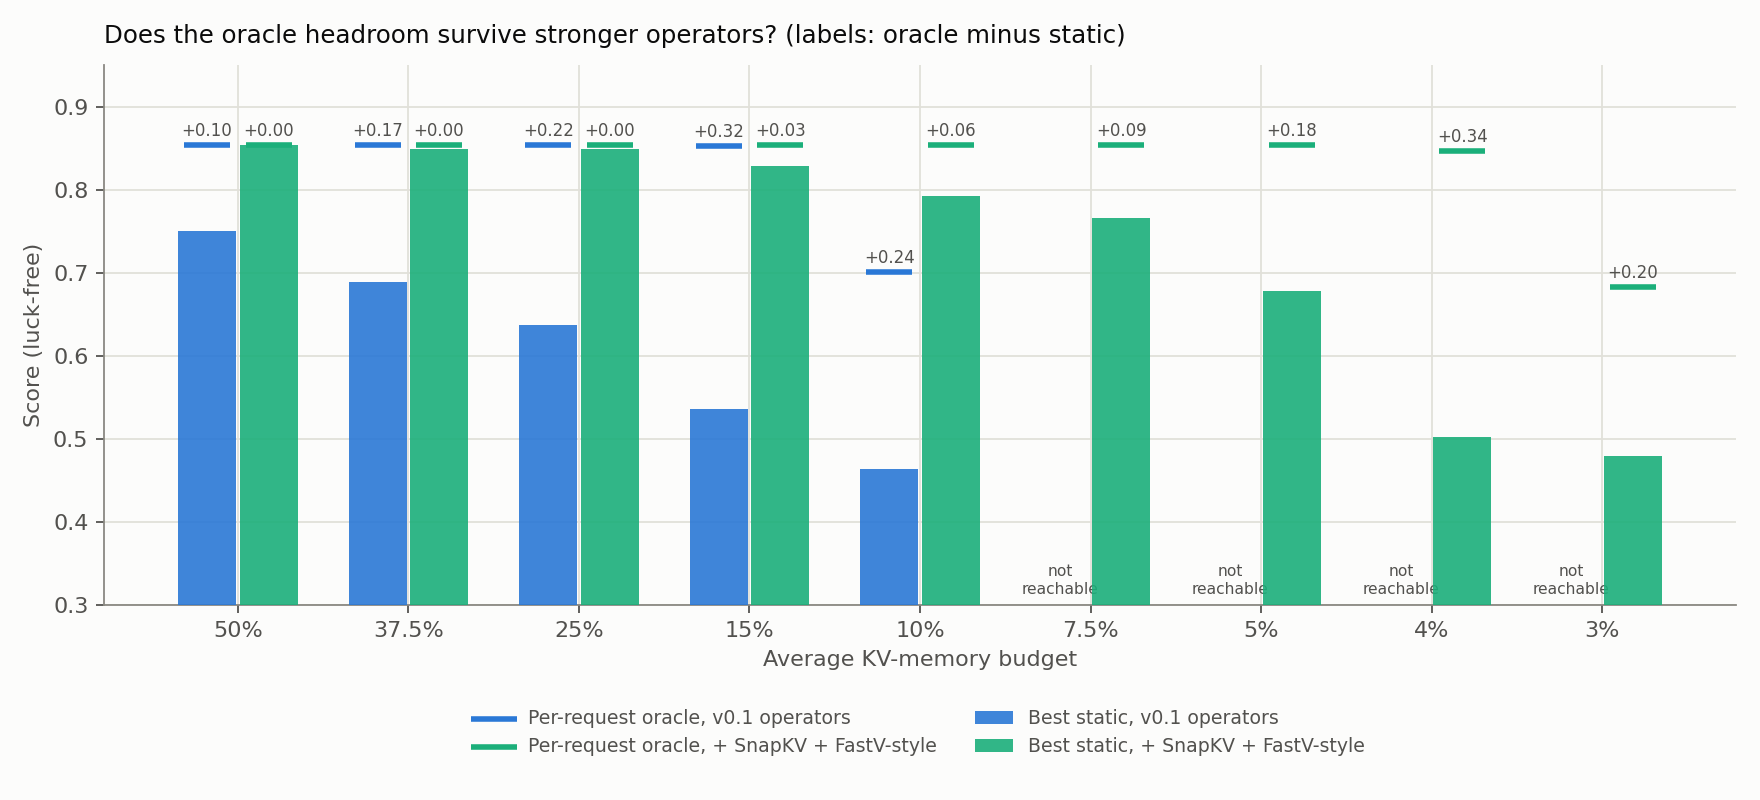 Does the oracle headroom survive stronger operators? (labels: oracle minus static)
Score (luck-free)
0.9
0.8
0.7
0.6
0.5
0.4
0.3
+0.10 +0.00 +0.17 +0.00 +0.22 +0.00 +0.32 +0.03 +0.06 +0.09 +0.18 +0.34
+0.24
+0.20
not reachable
not reachable
not reachable
not reachable
50% 37.5% 25% 15% 10% 7.5% 5% 4% 3%
Average KV-memory budget
Per-request oracle, v0.1 operators
Per-request oracle, + SnapKV + FastV-style
Best static, v0.1 operators
Best static, + SnapKV + FastV-style